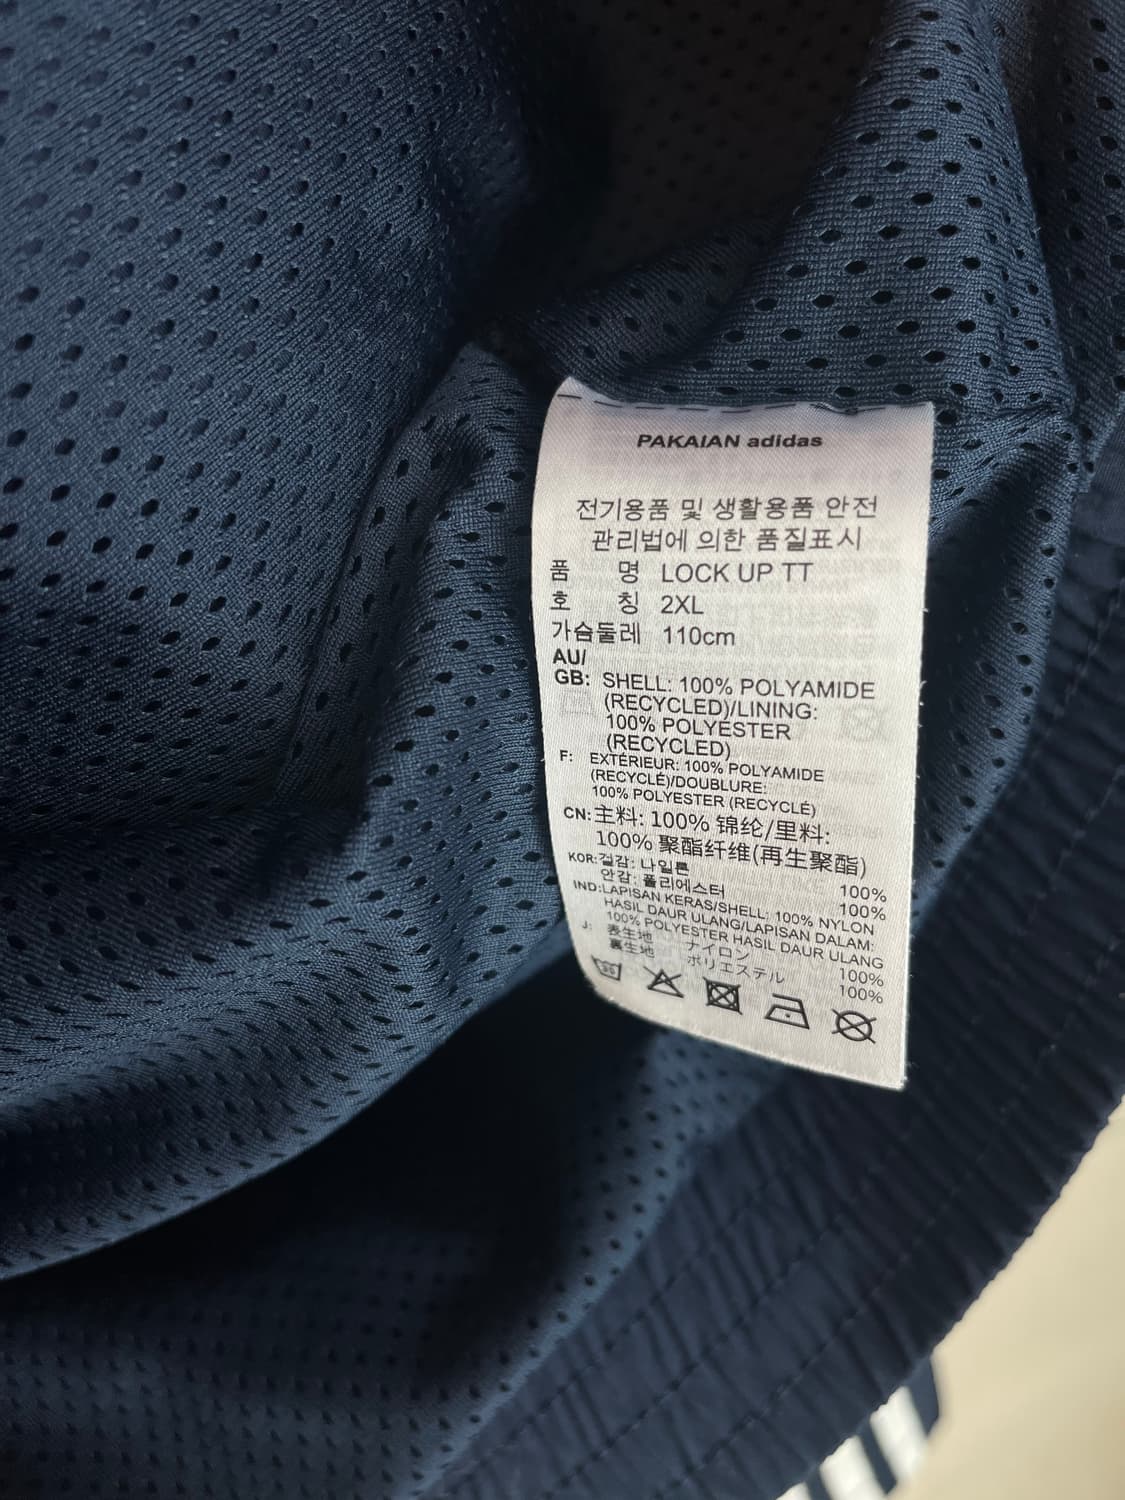 PAKAIAN adidas
전기용품 및 생활용품 안전
관리법에 의한 품질표시
품 명 LOCK UP TT
호 칭 2XL
가슴둘레 110cm
AU/
GB: SHELL: 100% POLYAMIDE
(RECYCLED)/LINING:
100% POLYESTER
(RECYCLED)
F: EXTÉRIEUR: 100% POLYAMIDE
(RECYCLÉ)/DOUBLURE:
100% POLYESTER (RECYCLÉ)
CN: 主料: 100% 锦纶/里料:
100% 聚酯纤维(再生聚酯)
KOR: 겉감: 나일론 100%
안감: 폴리에스터 100%
IND: LAPISAN KERAS/SHELL: 100% NYLON
HASIL DAUR ULANG/LAPISAN DALAM:
100% POLYESTER HASIL DAUR ULANG
J: 表生地 ナイロン 100%
裏生地 ポリエステル 100%